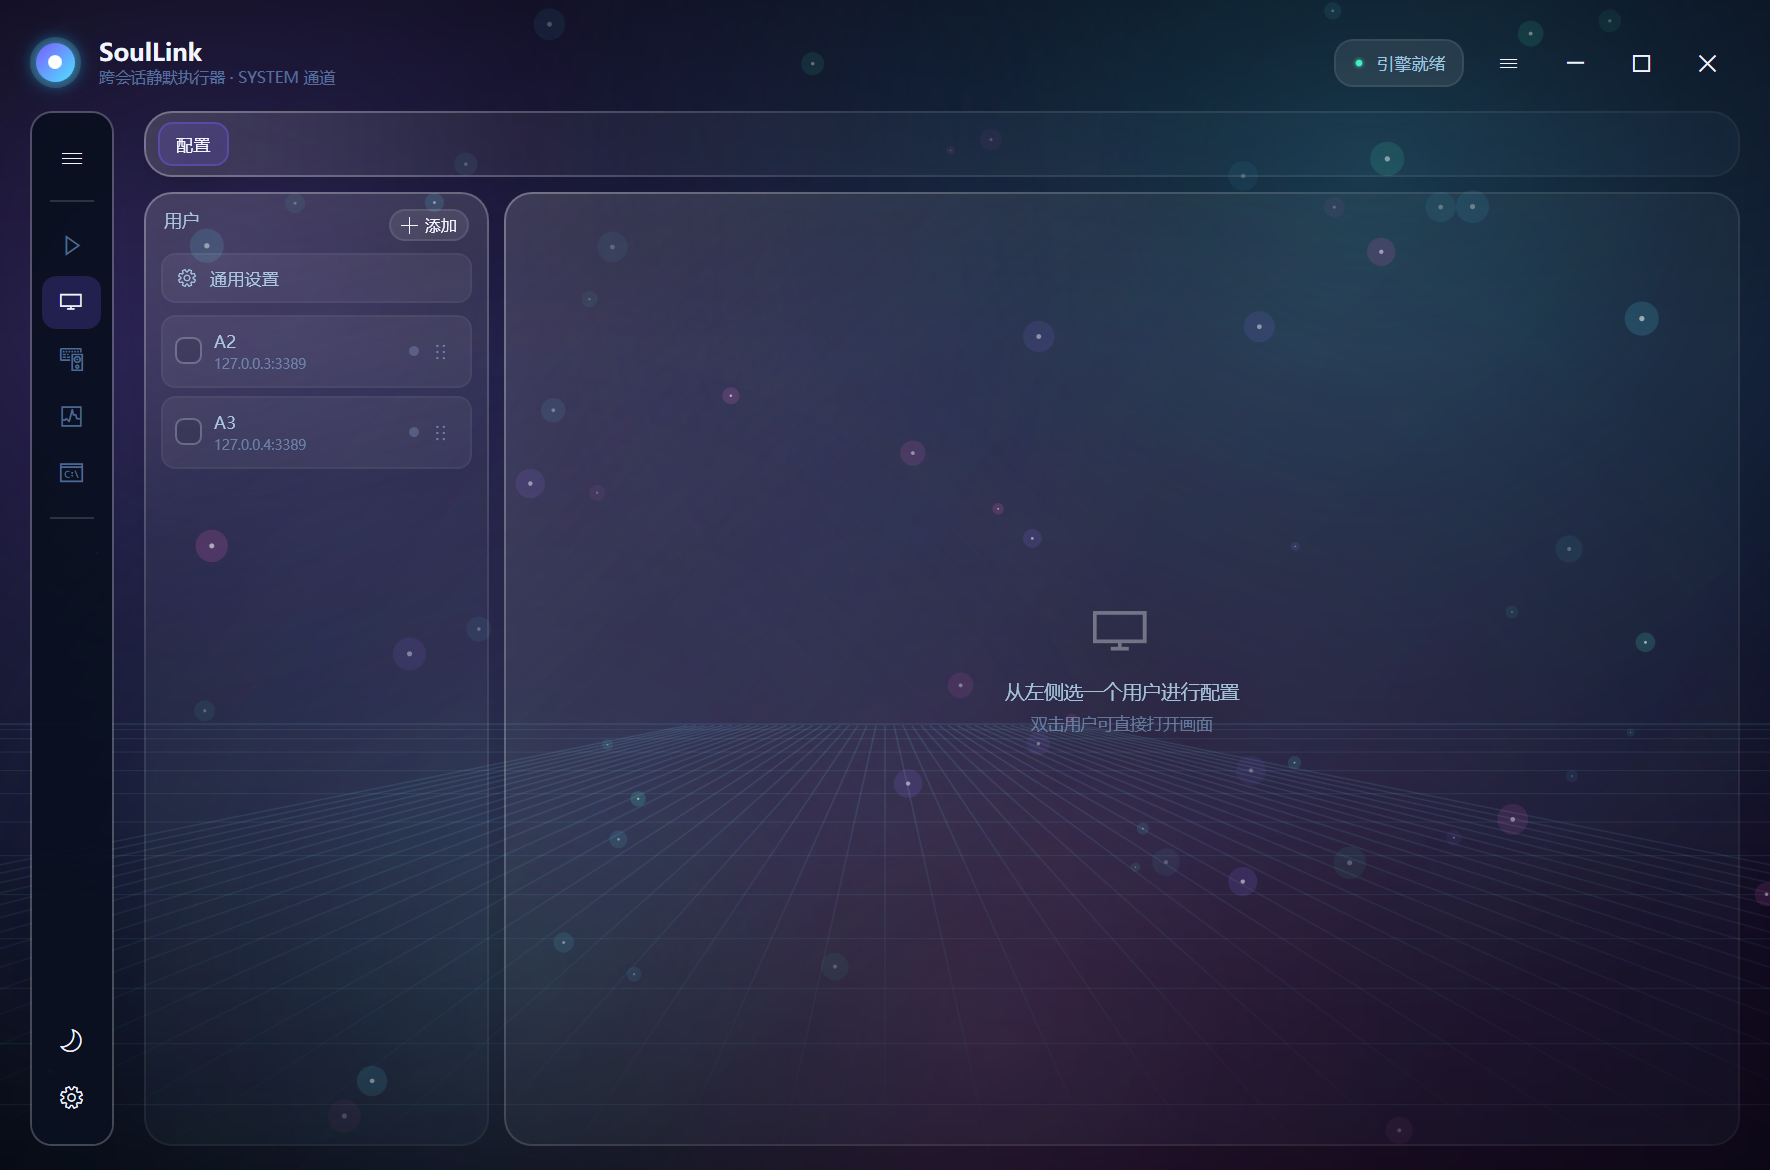 SoulLink
跨会话静默执行器 · SYSTEM 通道
引擎就绪
配置
用户
添加
通用设置
A2
127.0.0.3:3389
A3
127.0.0.4:3389
C:\
从左侧选一个用户进行配置
双击用户可直接打开画面